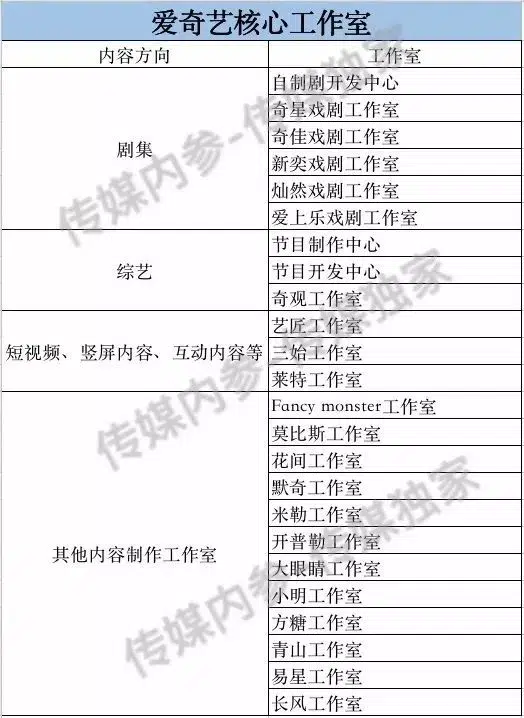 爱奇艺核心工作室
内容方向 工作室
剧集
自制剧开发中心
奇星戏剧工作室
奇佳戏剧工作室
新奕戏剧工作室
灿然戏剧工作室
爱上乐戏剧工作室
综艺
节目制作中心
节目开发中心
奇观工作室
短视频、竖屏内容、互动内容等
艺匠工作室
三始工作室
莱特工作室
其他内容制作工作室
Fancy monster工作室
莫比斯工作室
花间工作室
默奇工作室
米勒工作室
开普勒工作室
大眼睛工作室
小明工作室
方糖工作室
青山工作室
易星工作室
长风工作室
传媒内参-传媒独家
传媒内参-传媒独家
传媒内参-传媒独家